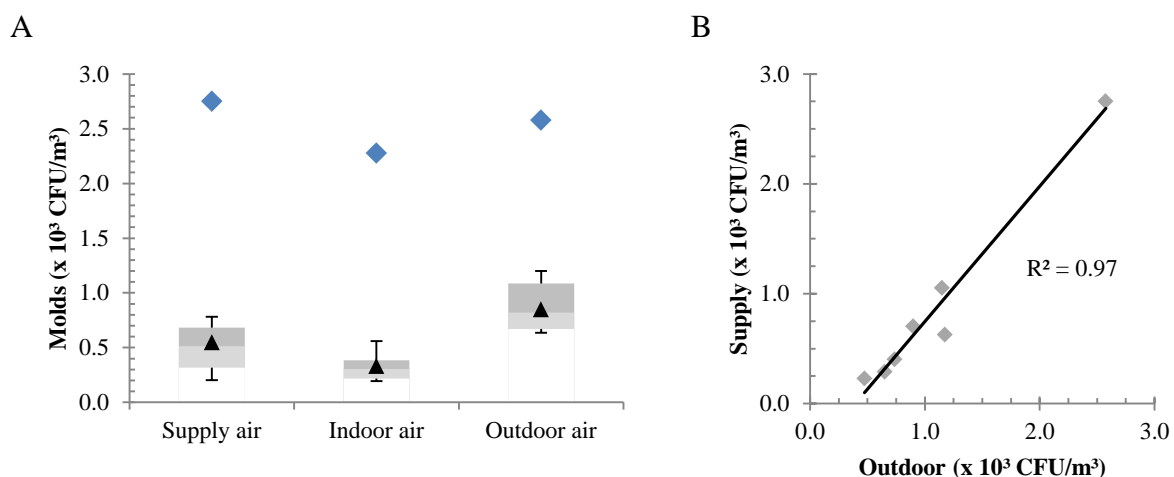 A
Molds (x 10³ CFU/m³)
3.0
2.5
2.0
1.5
1.0
0.5
0.0
Supply air Indoor air Outdoor air
B
Supply (x 10³ CFU/m³)
3.0
2.0
1.0
0.0
R² = 0.97
0.0 1.0 2.0 3.0
Outdoor (x 10³ CFU/m³)